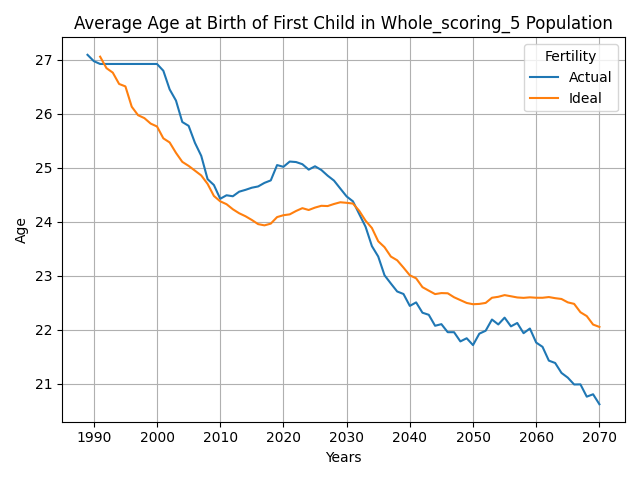 Average Age at Birth of First Child in Whole_scoring_5 Population
Fertility
Actual
Ideal
Age
27
26
25
24
23
22
21
1990 2000 2010 2020 2030 2040 2050 2060 2070
Years